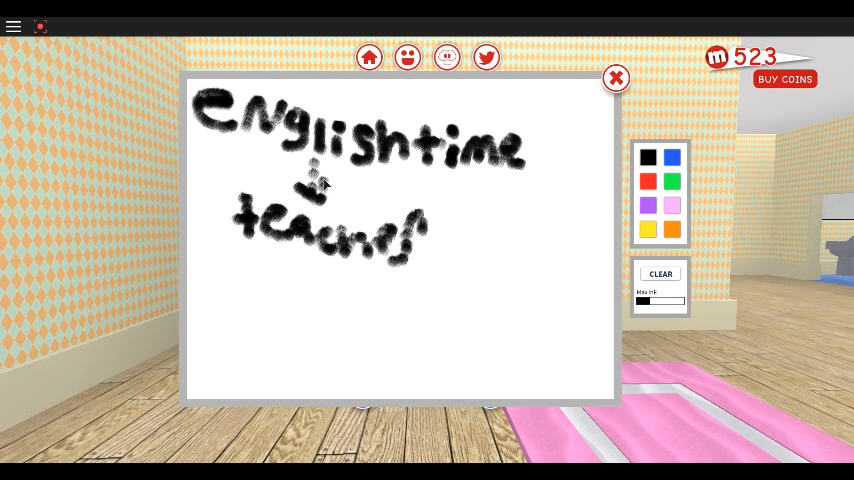 523
BUY COINS
englishtime
teacher
CLEAR
Max Ink